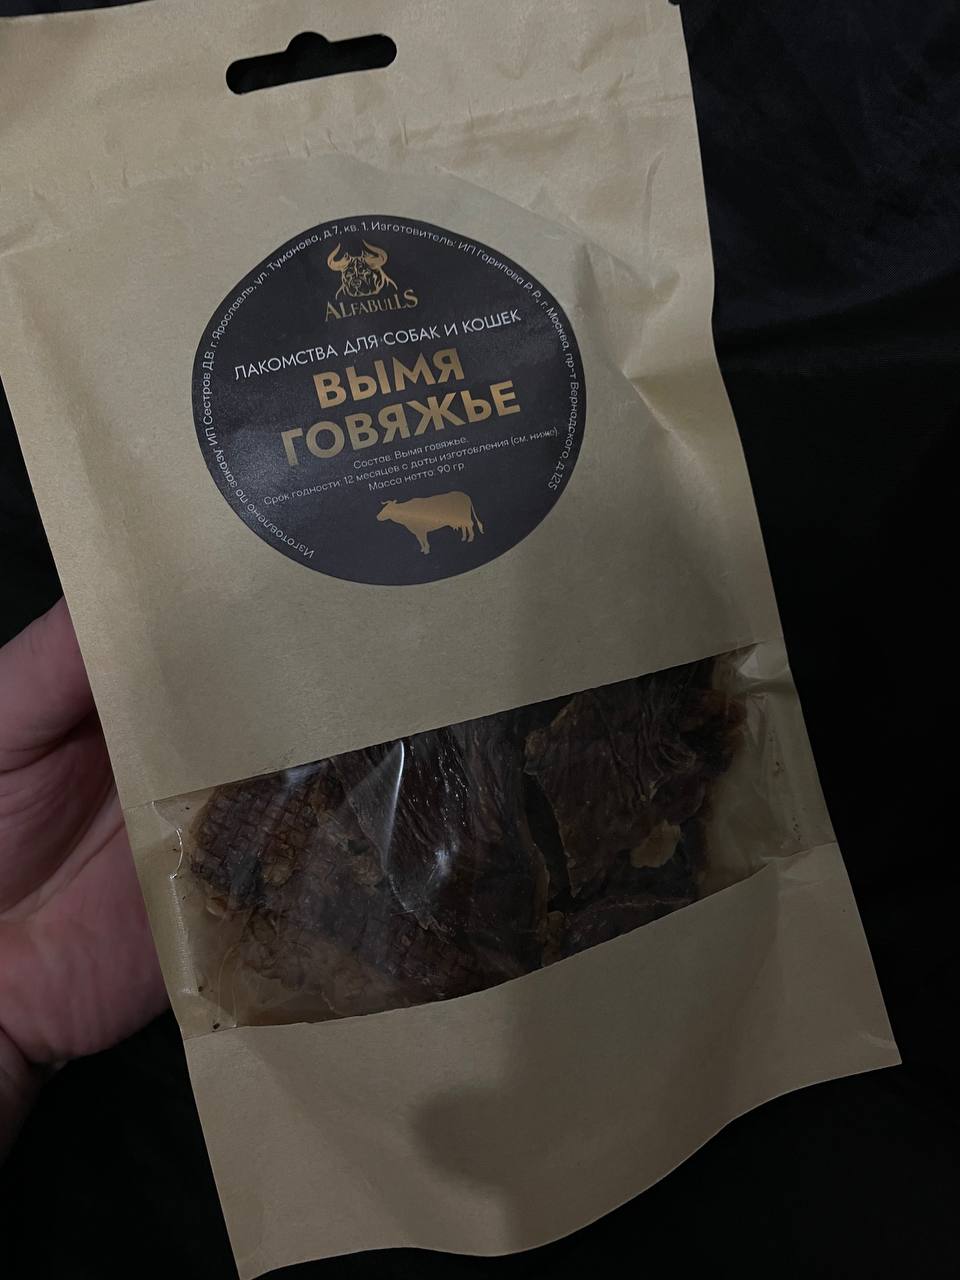 ALFABULLS
ЛАКОМСТВА ДЛЯ СОБАК И КОШЕК
ВЫМЯ
ГОВЯЖЬЕ
Состав: Вымя говяжье.
Срок годности: 12 месяцев с даты изготовления (см. ниже)
Масса нетто: 90 гр
Изготовлено по заказу ИП Сестров Д.В. г. Ярославль, ул. Туманова, д.7, кв. 1. Изготовитель: ИП Гарипова Р. Р., г. Москва, пр-т Вернадского, д.125